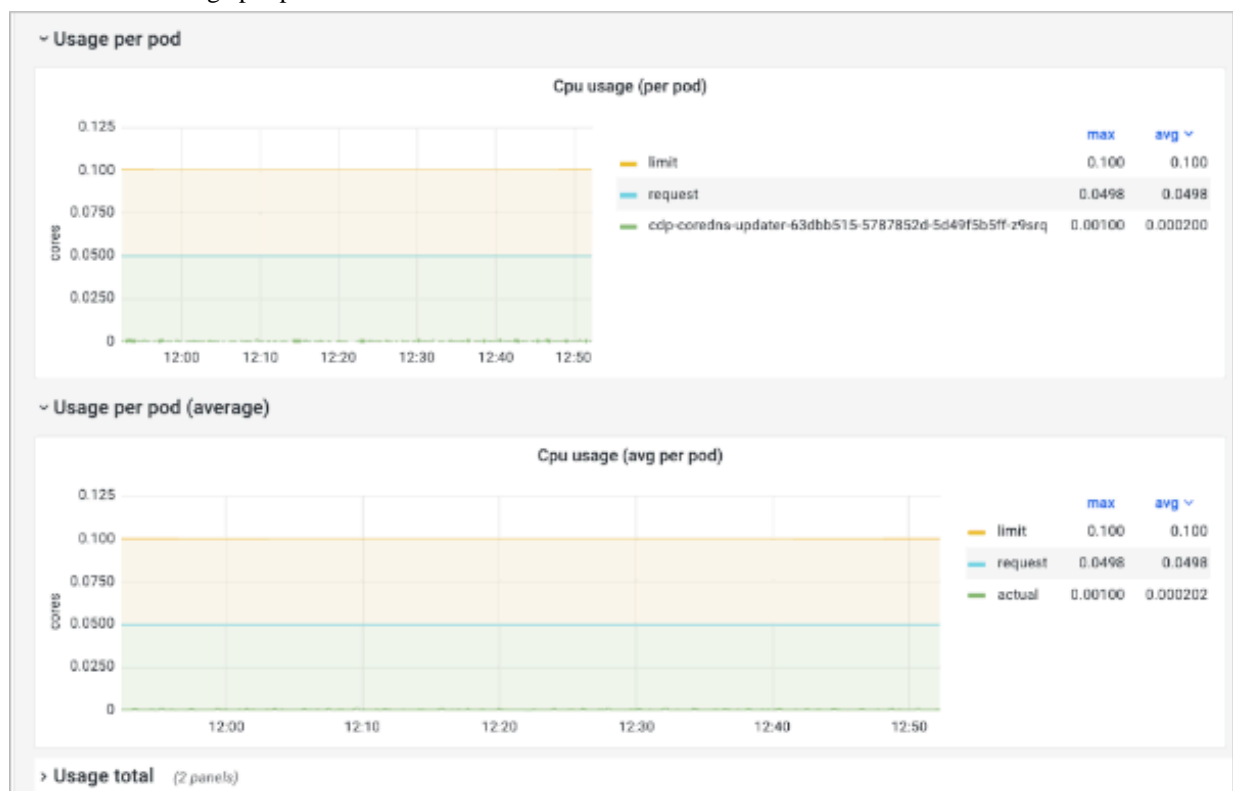 Usage per pod
Cpu usage (per pod)
0.125
0.100
0.0750
0.0500
0.0250
0
cores
12:00 12:10 12:20 12:30 12:40 12:50
max avg
limit 0.100 0.100
request 0.0498 0.0498
cdp-coredns-updater-63dbb515-5787852d-5d49f5b5ff-z9srq 0.00100 0.000200
Usage per pod (average)
Cpu usage (avg per pod)
0.125
0.100
0.0750
0.0500
0.0250
0
cores
12:00 12:10 12:20 12:30 12:40 12:50
max avg
limit 0.100 0.100
request 0.0498 0.0498
actual 0.00100 0.000202
Usage total (2 panels)